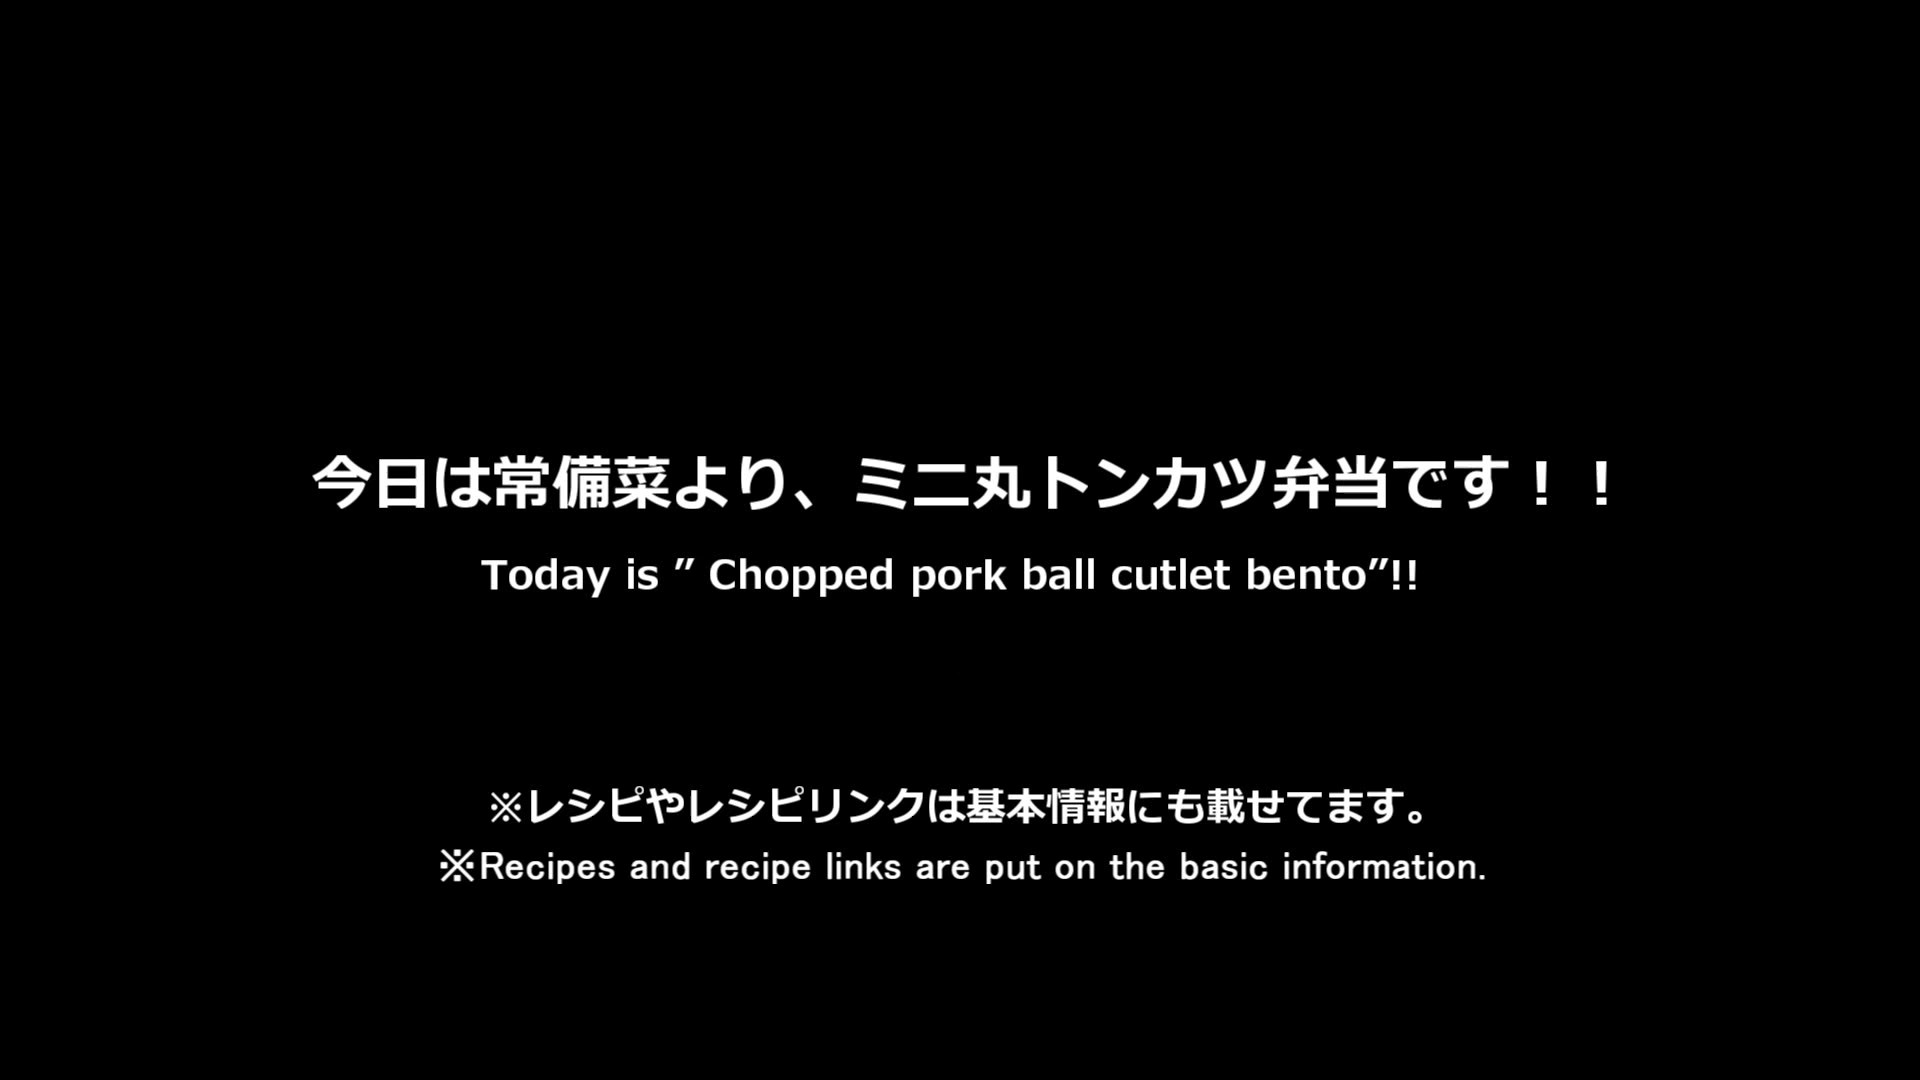 今日は常備菜より、ミニ丸トンカツ弁当です！！
Today is ” Chopped pork ball cutlet bento”!!
※レシピやレシピリンクは基本情報にも載せてます。
※Recipes and recipe links are put on the basic information.